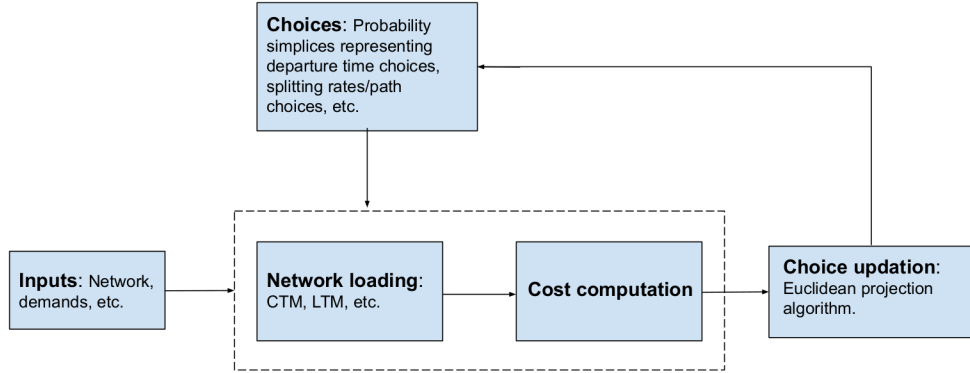 Choices: Probability
simplices representing
departure time choices,
splitting rates/path
choices, etc.
Inputs: Network,
demands, etc.
Network loading:
CTM, LTM, etc.
Cost computation
Choice updation:
Euclidean projection
algorithm.